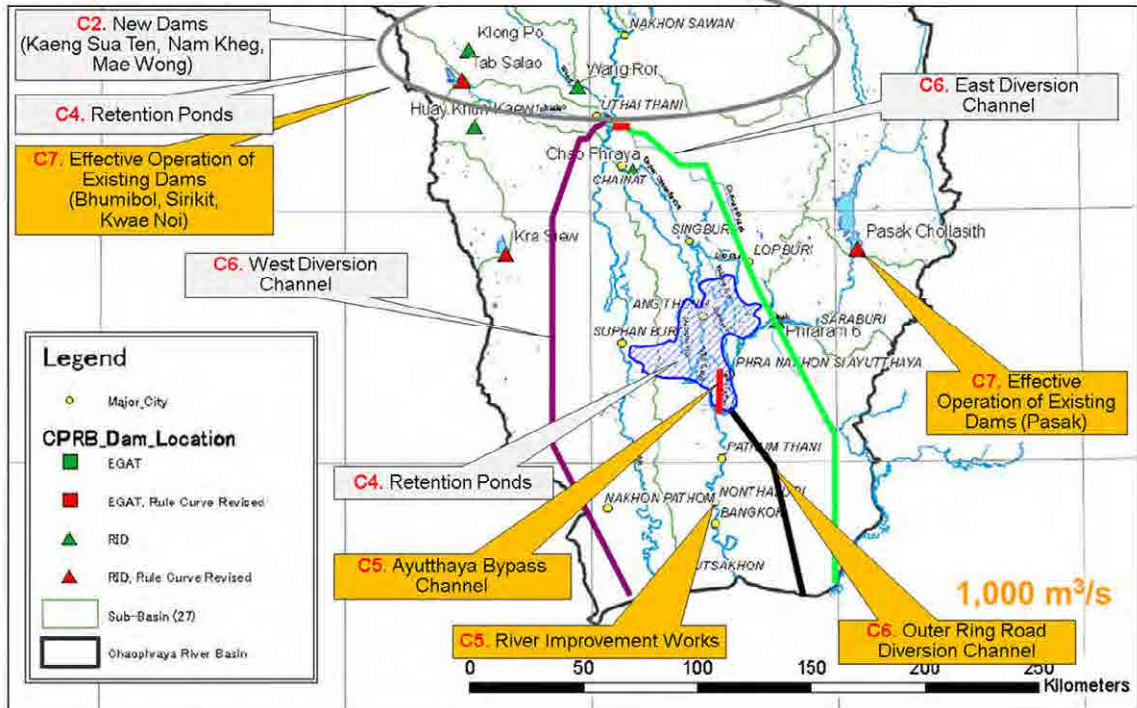 C2. New Dams
(Kaeng Sua Ten, Nam Kheg,
Mae Wong)
C4. Retention Ponds
C7. Effective Operation of
Existing Dams
(Bhumibol, Sirikit,
Kwae Noi)
NAKHON SAWAN
Klong Po
Tab Salao
Wang Ror
Huay Khun Kaew
UTHAI THANI
C6. East Diversion
Channel
Chao Phraya
CHAINAT
Kra Siew
SINGBURI
LOPBURI
Pasak Chollasith
C6. West Diversion
Channel
ANG THONG
SUPHAN BURI
SARABURI
Phraram 6
PHRA NAKHON SI AYUTTHAYA
C7. Effective
Operation of Existing
Dams (Pasak)
Legend
Major_City
CPRB_Dam_Location
EGAT
EGAT, Rule Curve Revised
RID
RID, Rule Curve Revised
Sub-Basin (27)
Chaophraya River Basin
C4. Retention Ponds
PATHUM THANI
NAKHON PATHOM
NONTHABURI
BANGKOK
UTSAKHON
C5. Ayutthaya Bypass
Channel
C5. River Improvement Works
C6. Outer Ring Road
Diversion Channel
1,000 m³/s
0 50 100 150 200 250
Kilometers